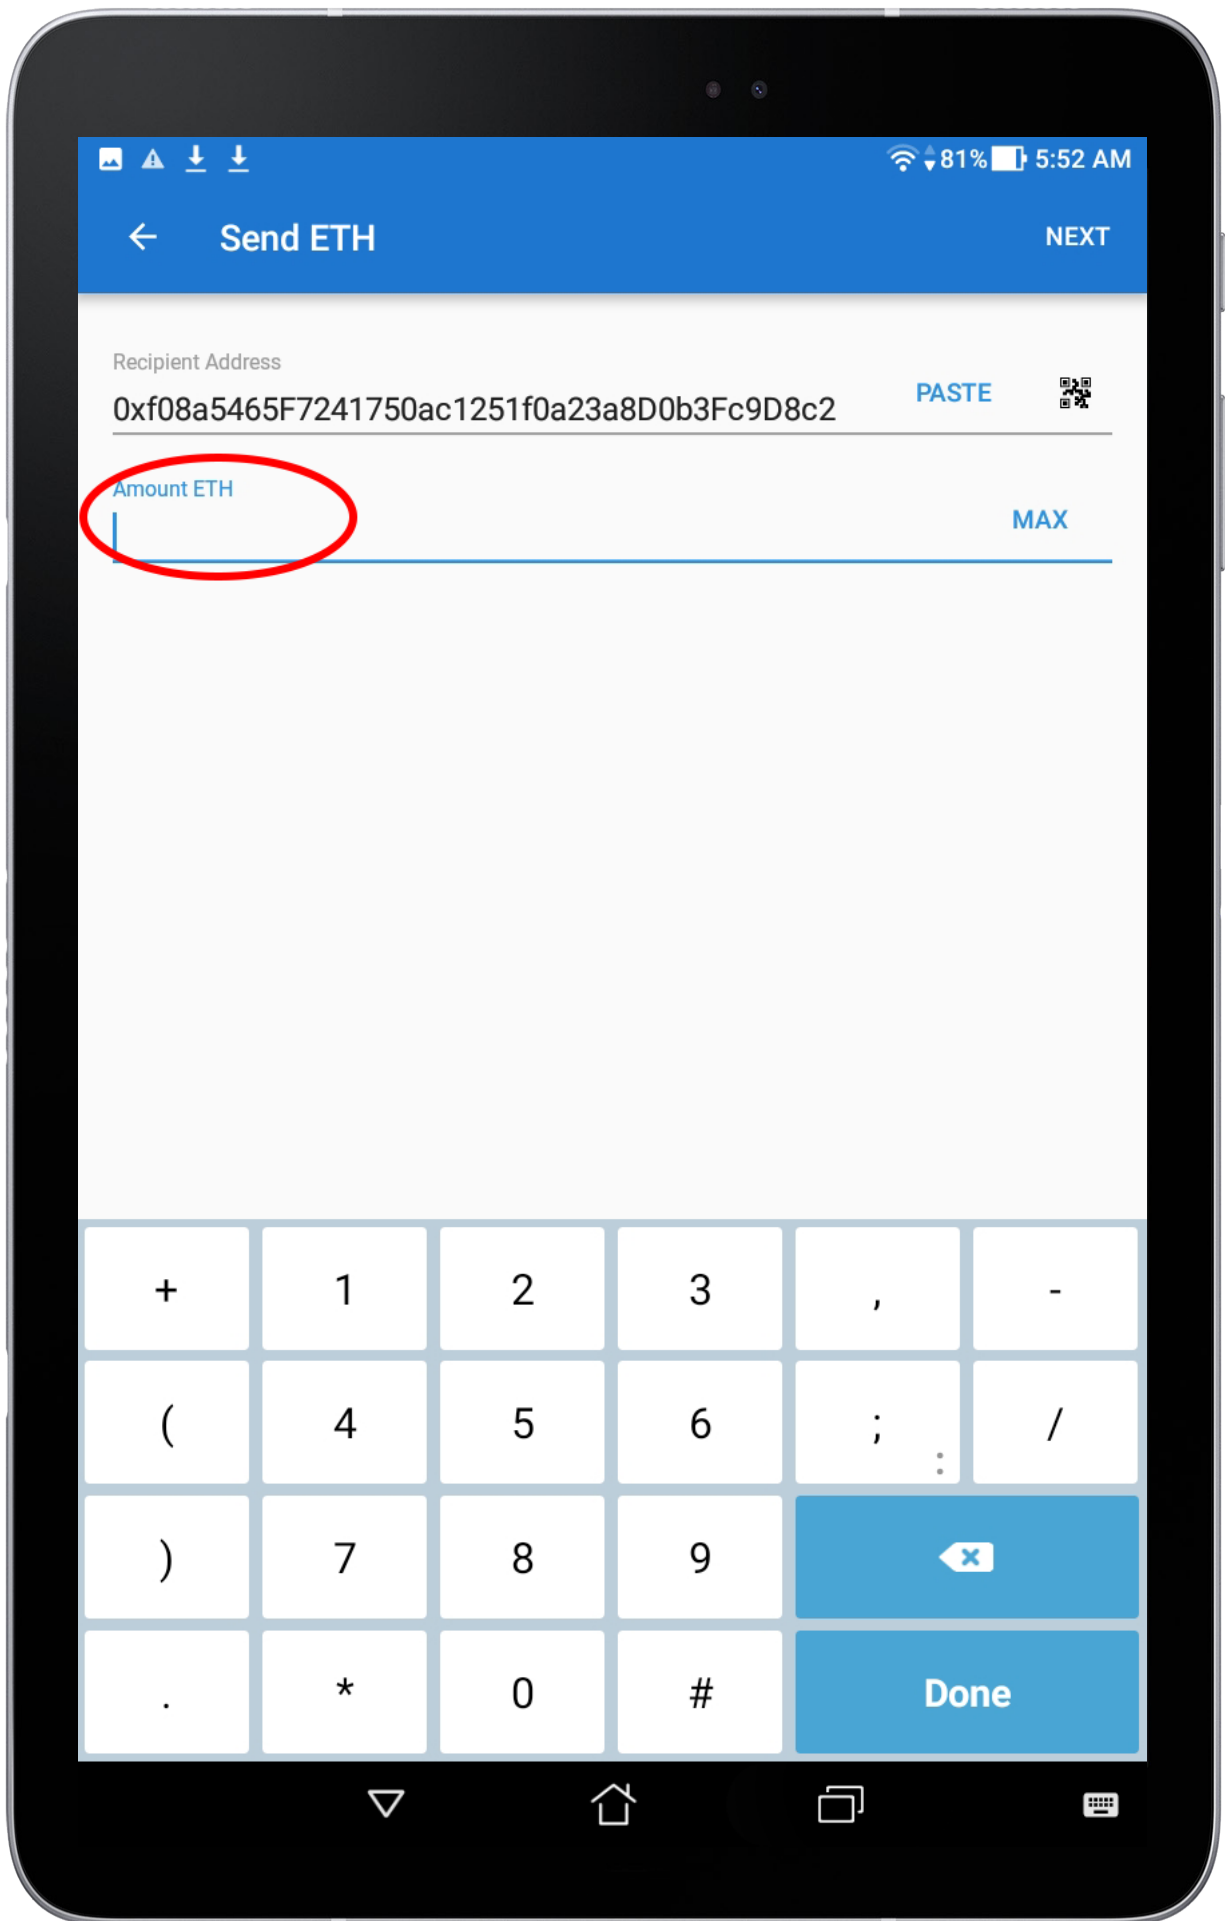 81% 5:52 AM
Send ETH NEXT
Recipient Address
0xf08a5465F7241750ac1251f0a23a8D0b3Fc9D8c2 PASTE
Amount ETH
MAX
+ 1 2 3 , -
( 4 5 6 ; : /
) 7 8 9
. * 0 # Done